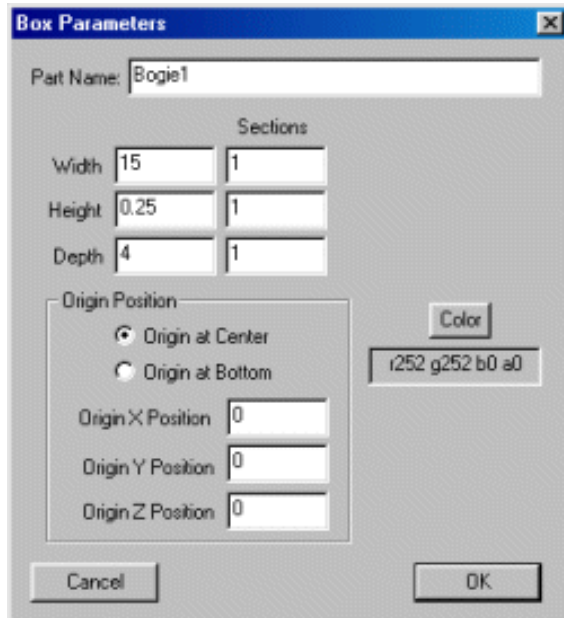 Box Parameters
Part Name: Bogie1
Sections
Width 15 1
Height 0.25 1
Depth 4 1
Origin Position
Origin at Center
Origin at Bottom
Color
r252 g252 b0 a0
Origin X Position 0
Origin Y Position 0
Origin Z Position 0
Cancel OK